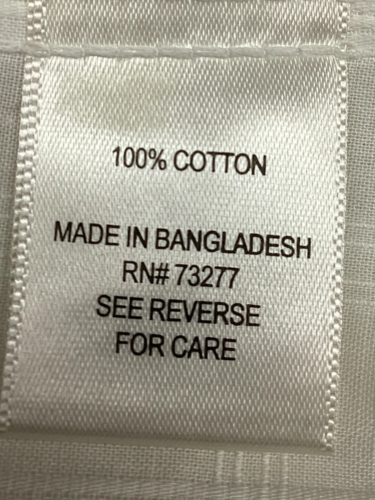 100% COTTON
MADE IN BANGLADESH
RN# 73277
SEE REVERSE
FOR CARE